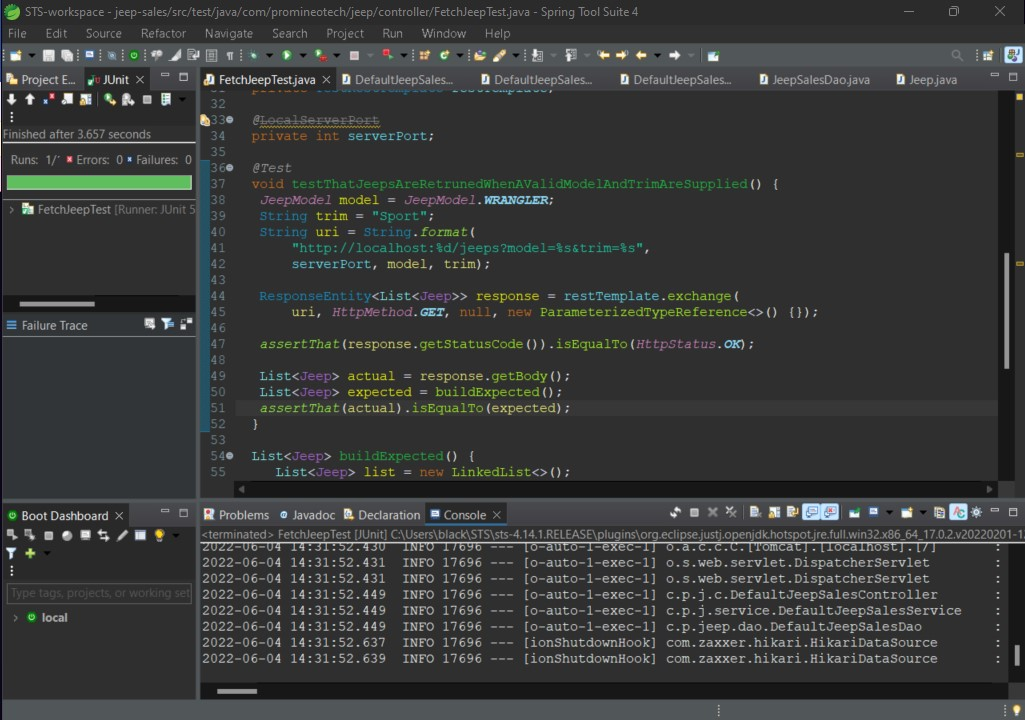 STS-workspace - jeep-sales/src/test/java/com/promineotech/jeep/controller/FetchJeepTest.java - Spring Tool Suite 4
File Edit Source Refactor Navigate Search Project Run Window Help
Project E... JUnit
FetchJeepTest.java DefaultJeepSales... DefaultJeepSales... DefaultJeepSales... JeepSalesDao.java Jeep.java
Finished after 3.657 seconds
Runs: 1/ Errors: 0 Failures: 0
FetchJeepTest [Runner: JUnit 5
Failure Trace
32
33 @LocalServerPort
34 private int serverPort;
35
36 @Test
37 void testThatJeepsAreRetrunedWhenAValidModelAndTrimAreSupplied() {
38 JeepModel model = JeepModel.WRANGLER;
39 String trim = "Sport";
40 String uri = String.format(
41 "http://localhost:%d/jeeps?model=%s&trim=%s",
42 serverPort, model, trim);
43
44 ResponseEntity<List<Jeep>> response = restTemplate.exchange(
45 uri, HttpMethod.GET, null, new ParameterizedTypeReference<>() {});
46
47 assertThat(response.getStatusCode()).isEqualTo(HttpStatus.OK);
48
49 List<Jeep> actual = response.getBody();
50 List<Jeep> expected = buildExpected();
51 assertThat(actual).isEqualTo(expected);
52 }
53
54 List<Jeep> buildExpected() {
55 List<Jeep> list = new LinkedList<>();
Boot Dashboard
Type tags, projects, or working set
local
Problems Javadoc Declaration Console
<terminated> FetchJeepTest [JUnit] C:\Users\black\STS\sts-4.14.1.RELEASE\plugins\org.eclipse.justj.openjdk.hotspot.jre.full.win32.x86_64_17.0.2.v20220201-1
2022-06-04 14:31:52.430 INFO 17696 --- [o-auto-1-exec-1] o.a.c.c.C.[Tomcat].[localhost].[/] :
2022-06-04 14:31:52.431 INFO 17696 --- [o-auto-1-exec-1] o.s.web.servlet.DispatcherServlet :
2022-06-04 14:31:52.431 INFO 17696 --- [o-auto-1-exec-1] o.s.web.servlet.DispatcherServlet :
2022-06-04 14:31:52.449 INFO 17696 --- [o-auto-1-exec-1] c.p.j.c.DefaultJeepSalesController :
2022-06-04 14:31:52.449 INFO 17696 --- [o-auto-1-exec-1] c.p.j.service.DefaultJeepSalesService :
2022-06-04 14:31:52.449 INFO 17696 --- [o-auto-1-exec-1] c.p.jeep.dao.DefaultJeepSalesDao :
2022-06-04 14:31:52.637 INFO 17696 --- [ionShutdownHook] com.zaxxer.hikari.HikariDataSource :
2022-06-04 14:31:52.639 INFO 17696 --- [ionShutdownHook] com.zaxxer.hikari.HikariDataSource :